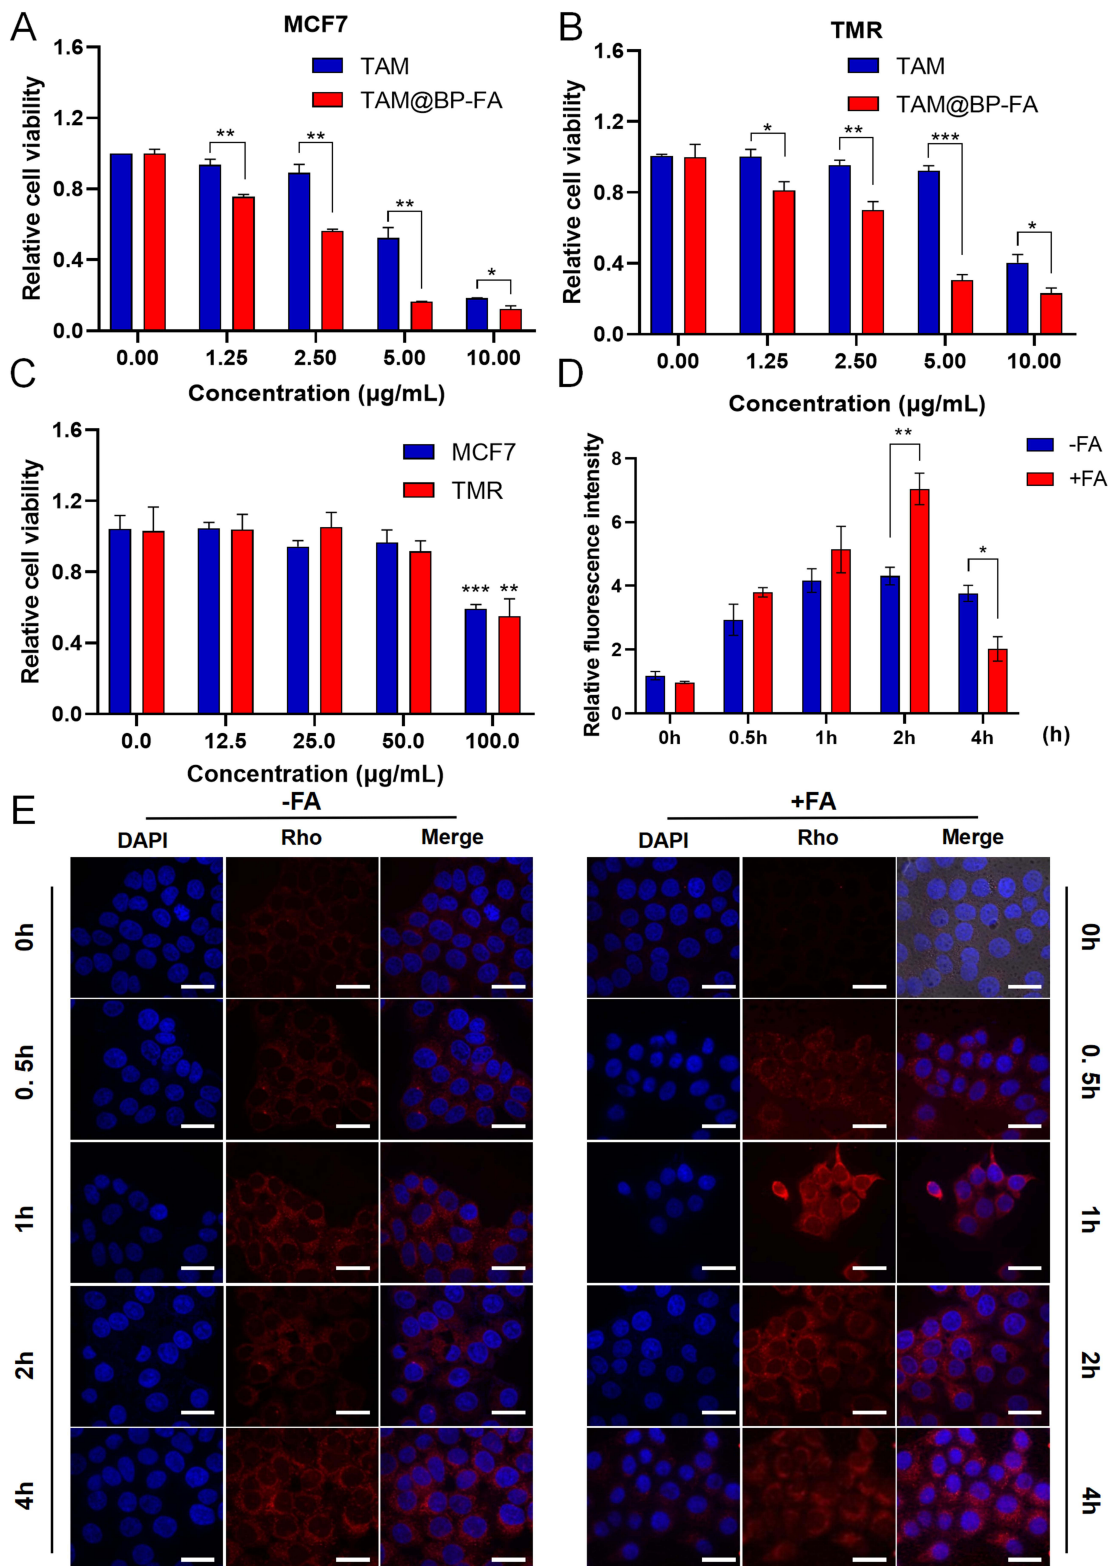 A
MCF7
TAM
TAM@BP-FA
Relative cell viability
1.6
1.2
0.8
0.4
0.0
** ** ** *
0.00 1.25 2.50 5.00 10.00
Concentration (µg/mL)
B
TMR
TAM
TAM@BP-FA
Relative cell viability
1.6
1.2
0.8
0.4
0.0
* ** *** *
0.00 1.25 2.50 5.00 10.00
Concentration (µg/mL)
C
MCF7
TMR
Relative cell viability
1.6
1.2
0.8
0.4
0.0
*** **
0.0 12.5 25.0 50.0 100.0
Concentration (µg/mL)
D
-FA
+FA
Relative fluorescence intensity
8
6
4
2
0
** *
0h 0.5h 1h 2h 4h (h)
E
-FA
DAPI Rho Merge
0h
0. 5h
1h
2h
4h
+FA
DAPI Rho Merge
0h
0. 5h
1h
2h
4h